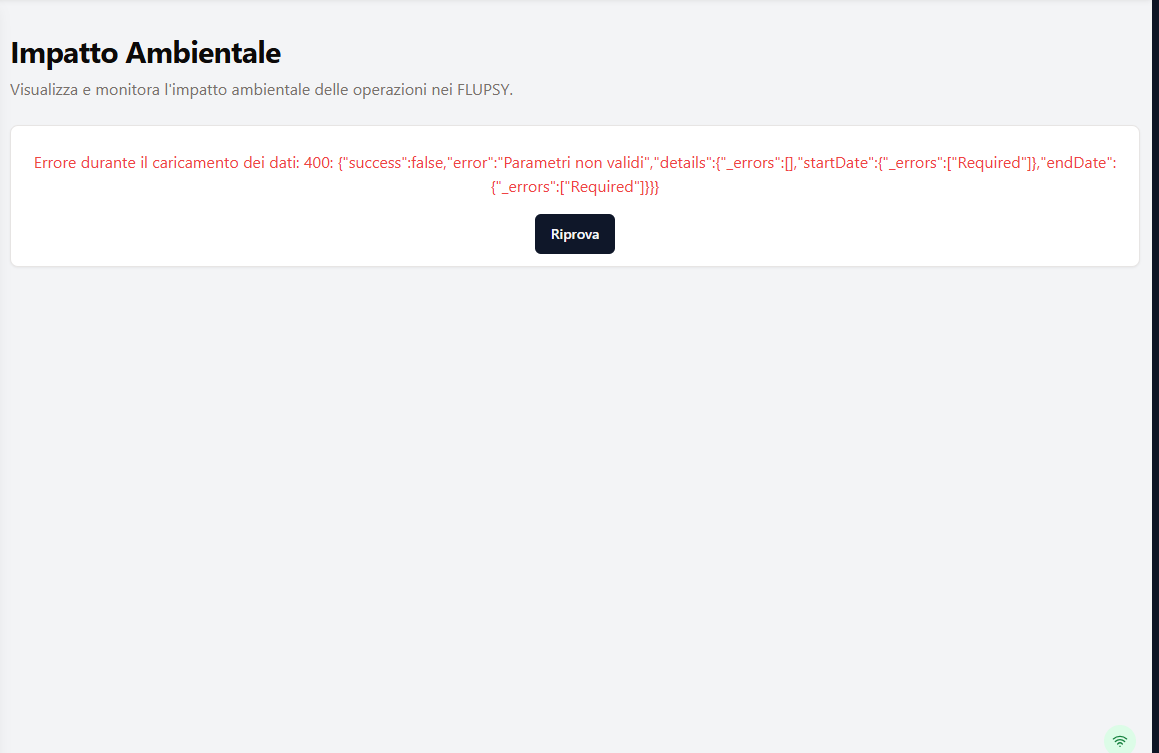 Impatto Ambientale
Visualizza e monitora l'impatto ambientale delle operazioni nei FLUPSY.
Errore durante il caricamento dei dati: 400: {"success":false,"error":"Parametri non validi","details":{"_errors":[],"startDate":{"_errors":["Required"]},"endDate":
{"_errors":["Required"]}}}
Riprova